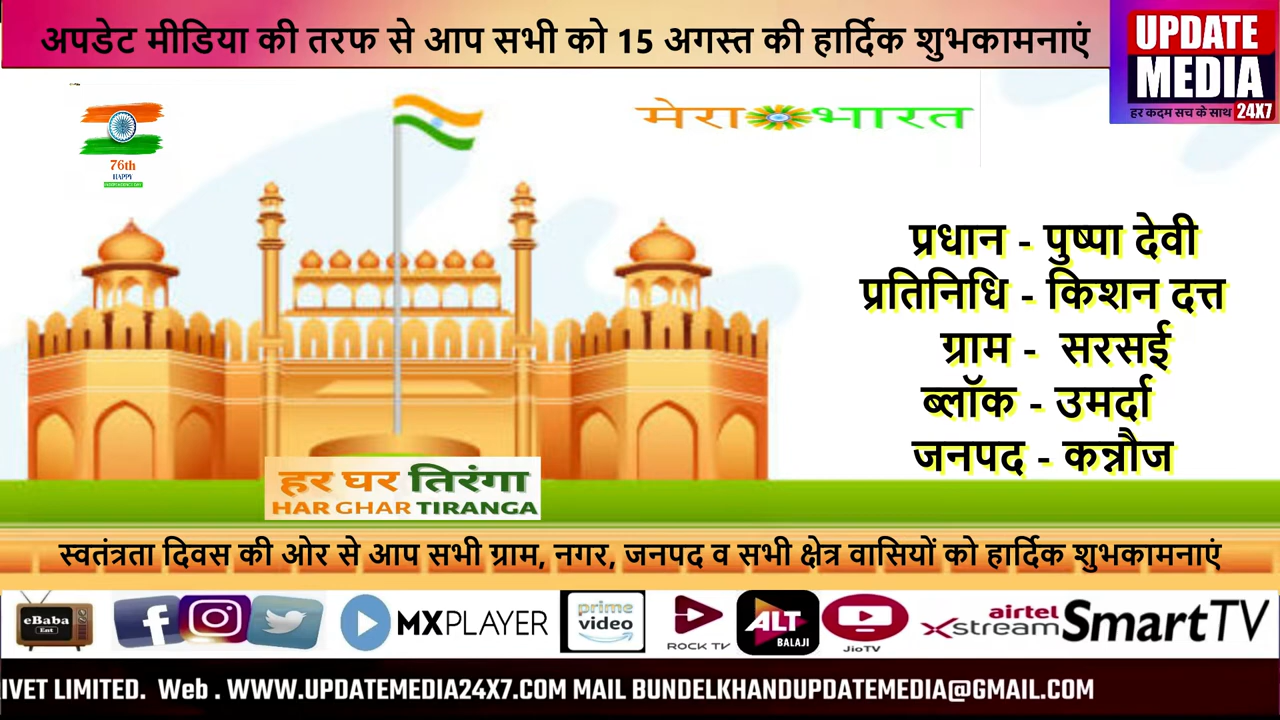 अपडेट मीडिया की तरफ से आप सभी को 15 अगस्त की हार्दिक शुभकामनाएं
UPDATE
MEDIA
हर कदम सच के साथ 24X7
76th
HAPPY
INDEPENDENCE DAY
मेरा भारत
प्रधान - पुष्पा देवी
प्रतिनिधि - किशन दत्त
ग्राम - सरसई
ब्लॉक - उमर्दा
जनपद - कन्नौज
हर घर तिरंगा
HAR GHAR TIRANGA
स्वतंत्रता दिवस की ओर से आप सभी ग्राम, नगर, जनपद व सभी क्षेत्र वासियों को हार्दिक शुभकामनाएं
eBaba
Ent
MXPLAYER
prime
video
ROCK TV
ALT
BALAJI
JioTV
airtel
Xstream
SmartTV
IVET LIMITED. Web . WWW.UPDATEMEDIA24X7.COM MAIL BUNDELKHANDUPDATEMEDIA@GMAIL.COM